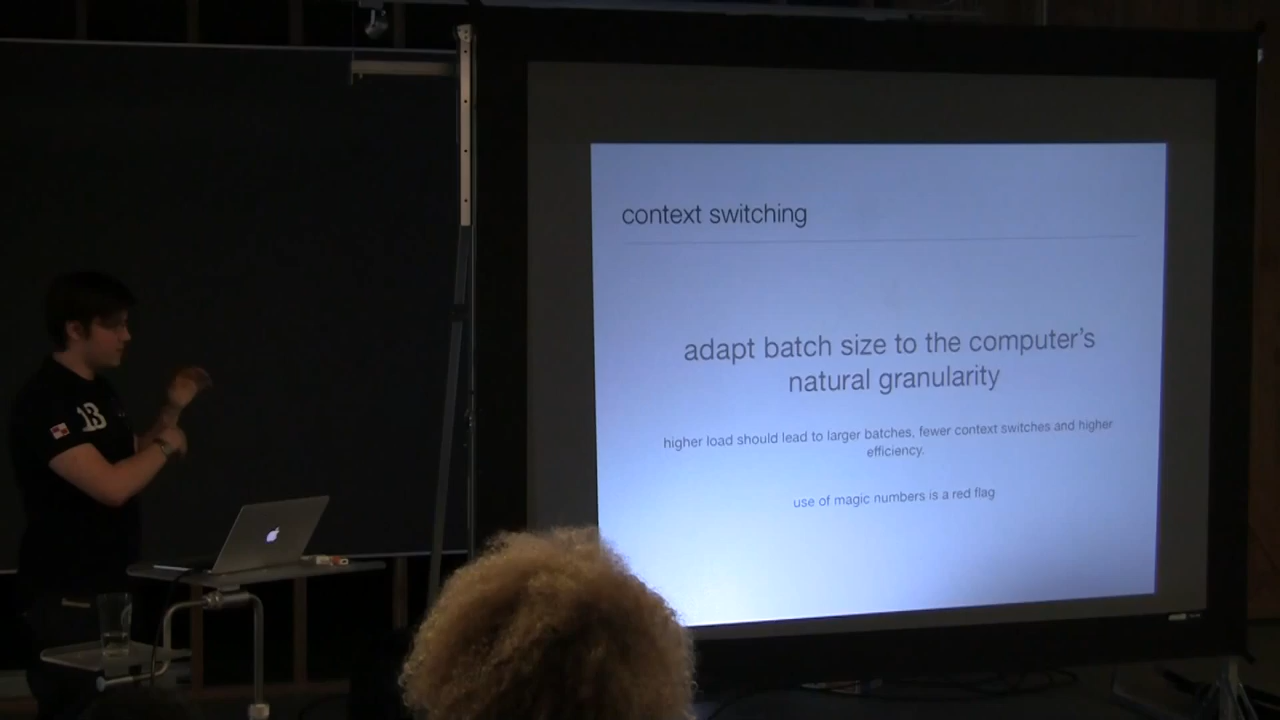 context switching
adapt batch size to the computer's
natural granularity
higher load should lead to larger batches, fewer context switches and higher
efficiency.
use of magic numbers is a red flag
13